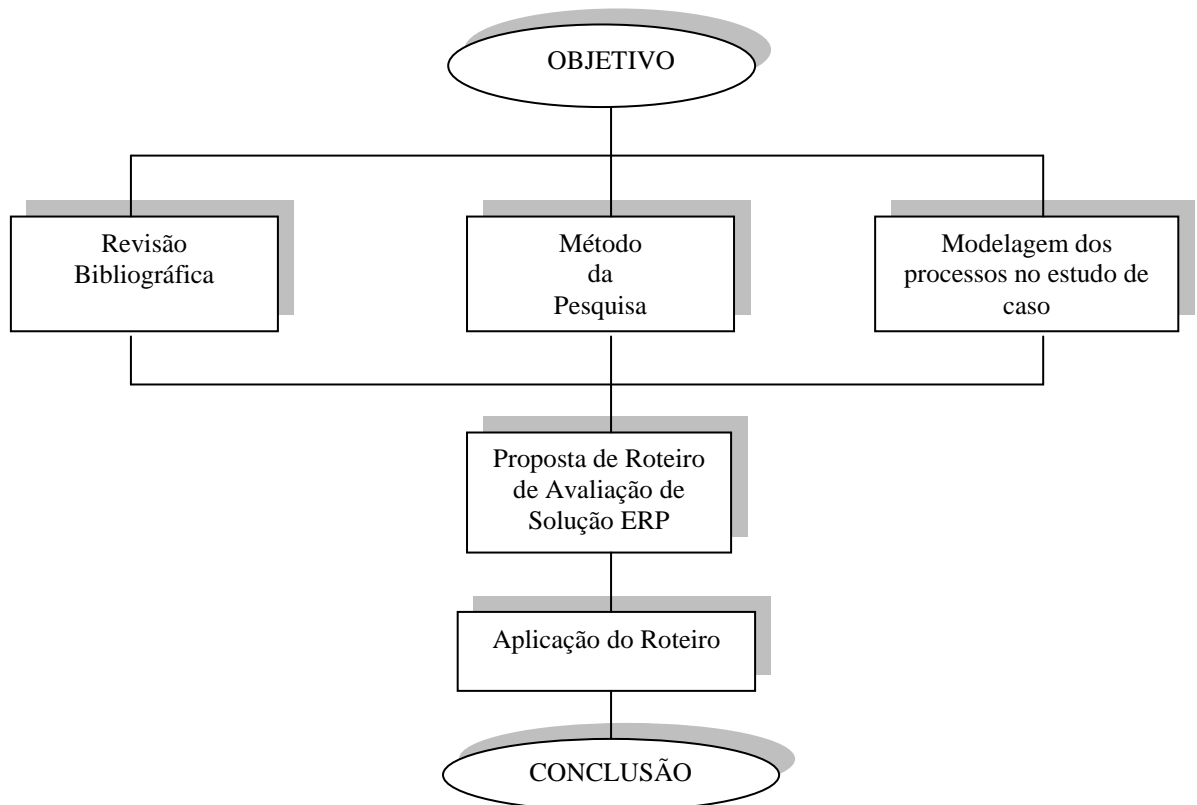 OBJETIVO
Revisão
Bibliográfica
Método
da
Pesquisa
Modelagem dos
processos no estudo de
caso
Proposta de Roteiro
de Avaliação de
Solução ERP
Aplicação do Roteiro
CONCLUSÃO